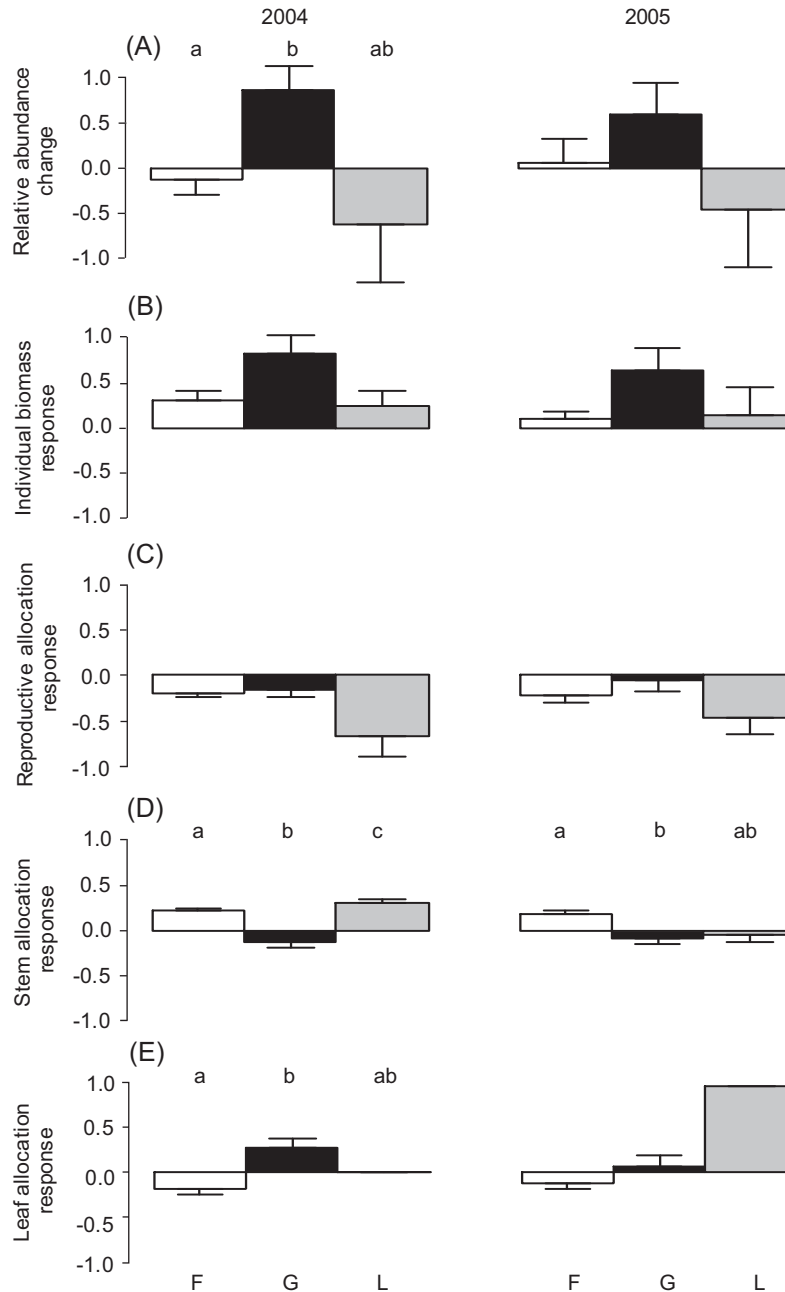 2004 2005
(A)
a b ab
Relative abundance
change
1.0
0.5
0.0
-0.5
-1.0
(B)
Individual biomass
response
1.0
0.5
0.0
-0.5
-1.0
(C)
Reproductive allocation
response
1.0
0.5
0.0
-0.5
-1.0
(D)
a b c a b ab
Stem allocation
response
1.0
0.5
0.0
-0.5
-1.0
(E)
a b ab
Leaf allocation
response
1.0
0.5
0.0
-0.5
-1.0
F G L F G L